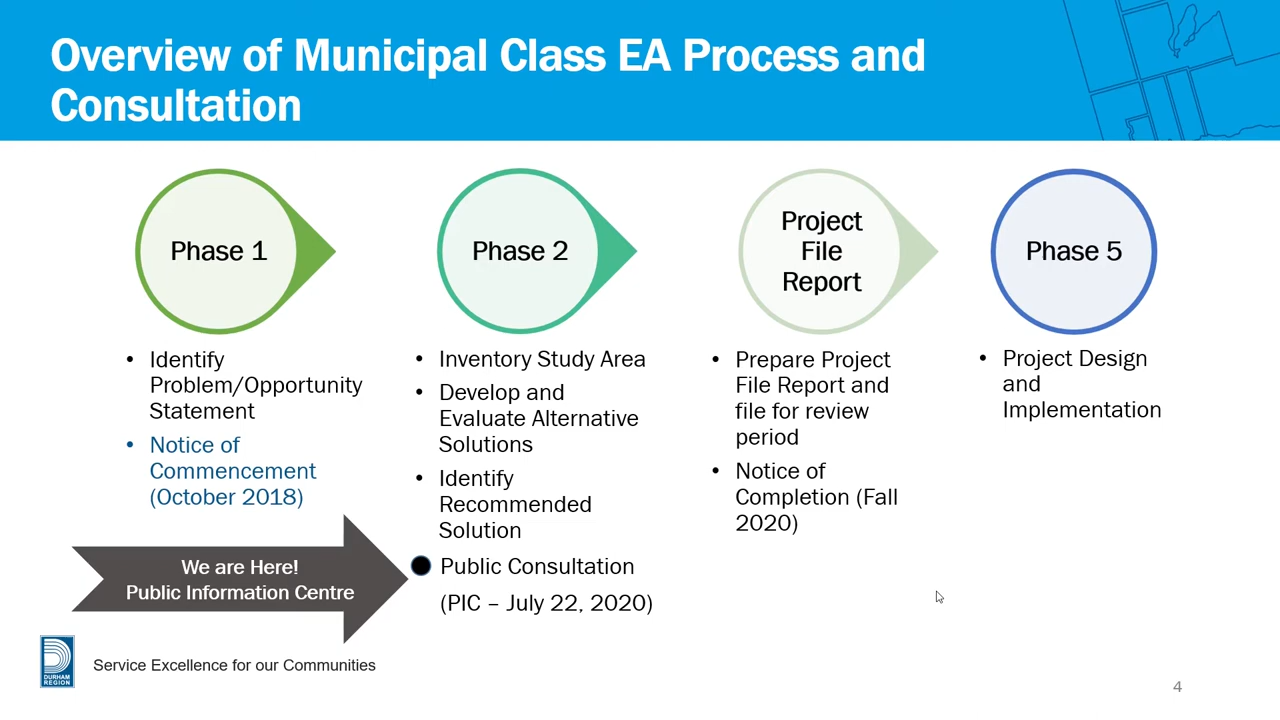 Overview of Municipal Class EA Process and
Consultation
Phase 1
• Identify
Problem/Opportunity
Statement
• Notice of
Commencement
(October 2018)
We are Here!
Public Information Centre
Phase 2
• Inventory Study Area
• Develop and
Evaluate Alternative
Solutions
• Identify
Recommended
Solution
Public Consultation
(PIC – July 22, 2020)
Project
File
Report
• Prepare Project
File Report and
file for review
period
• Notice of
Completion (Fall
2020)
Phase 5
• Project Design
and
Implementation
DURHAM
REGION
Service Excellence for our Communities
4